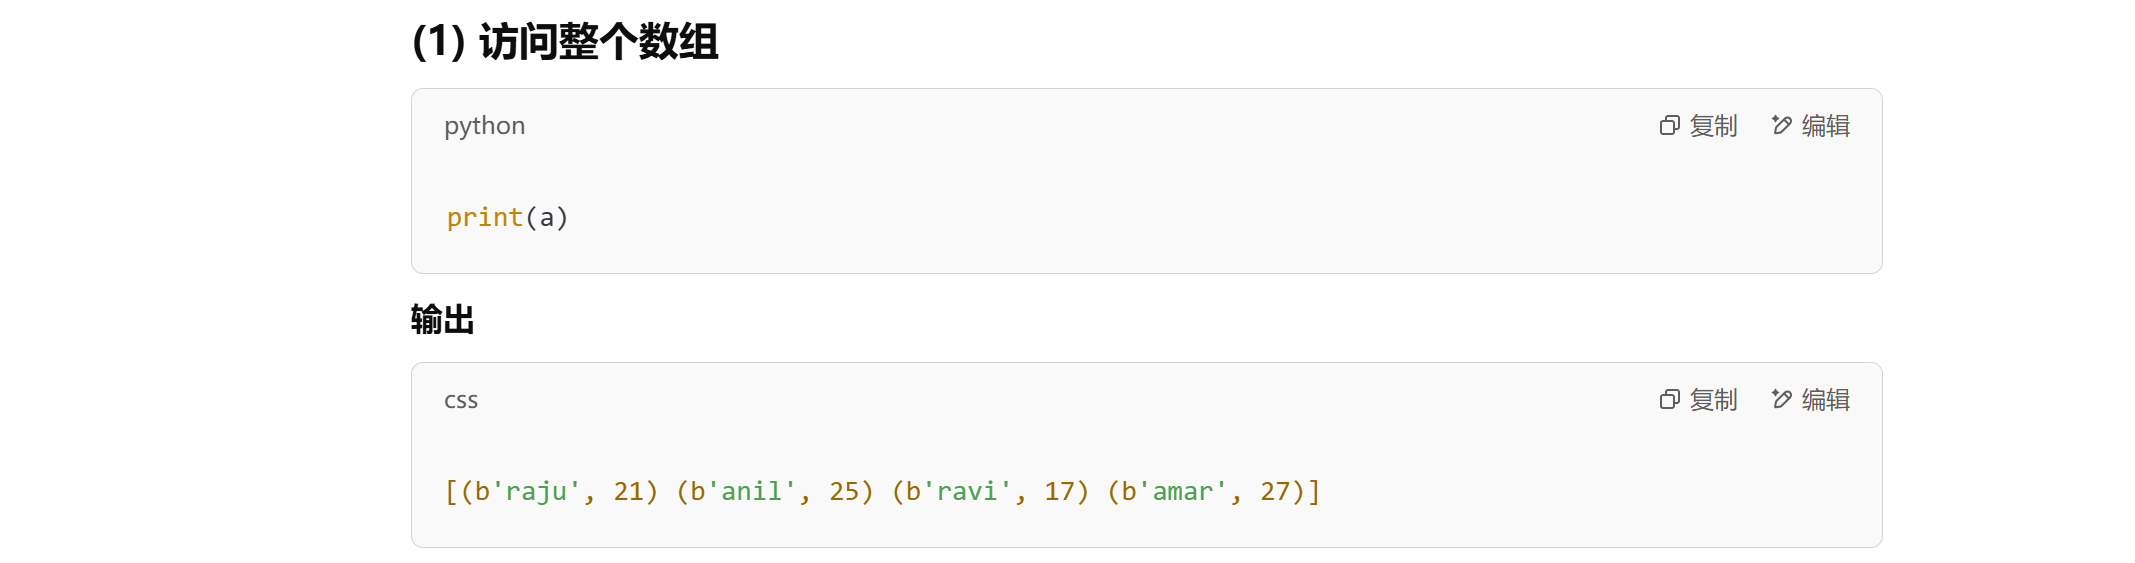 (1) 访问整个数组
python 复制 编辑
print(a)
输出
css 复制 编辑
[(b'raju', 21) (b'anil', 25) (b'ravi', 17) (b'amar', 27)]